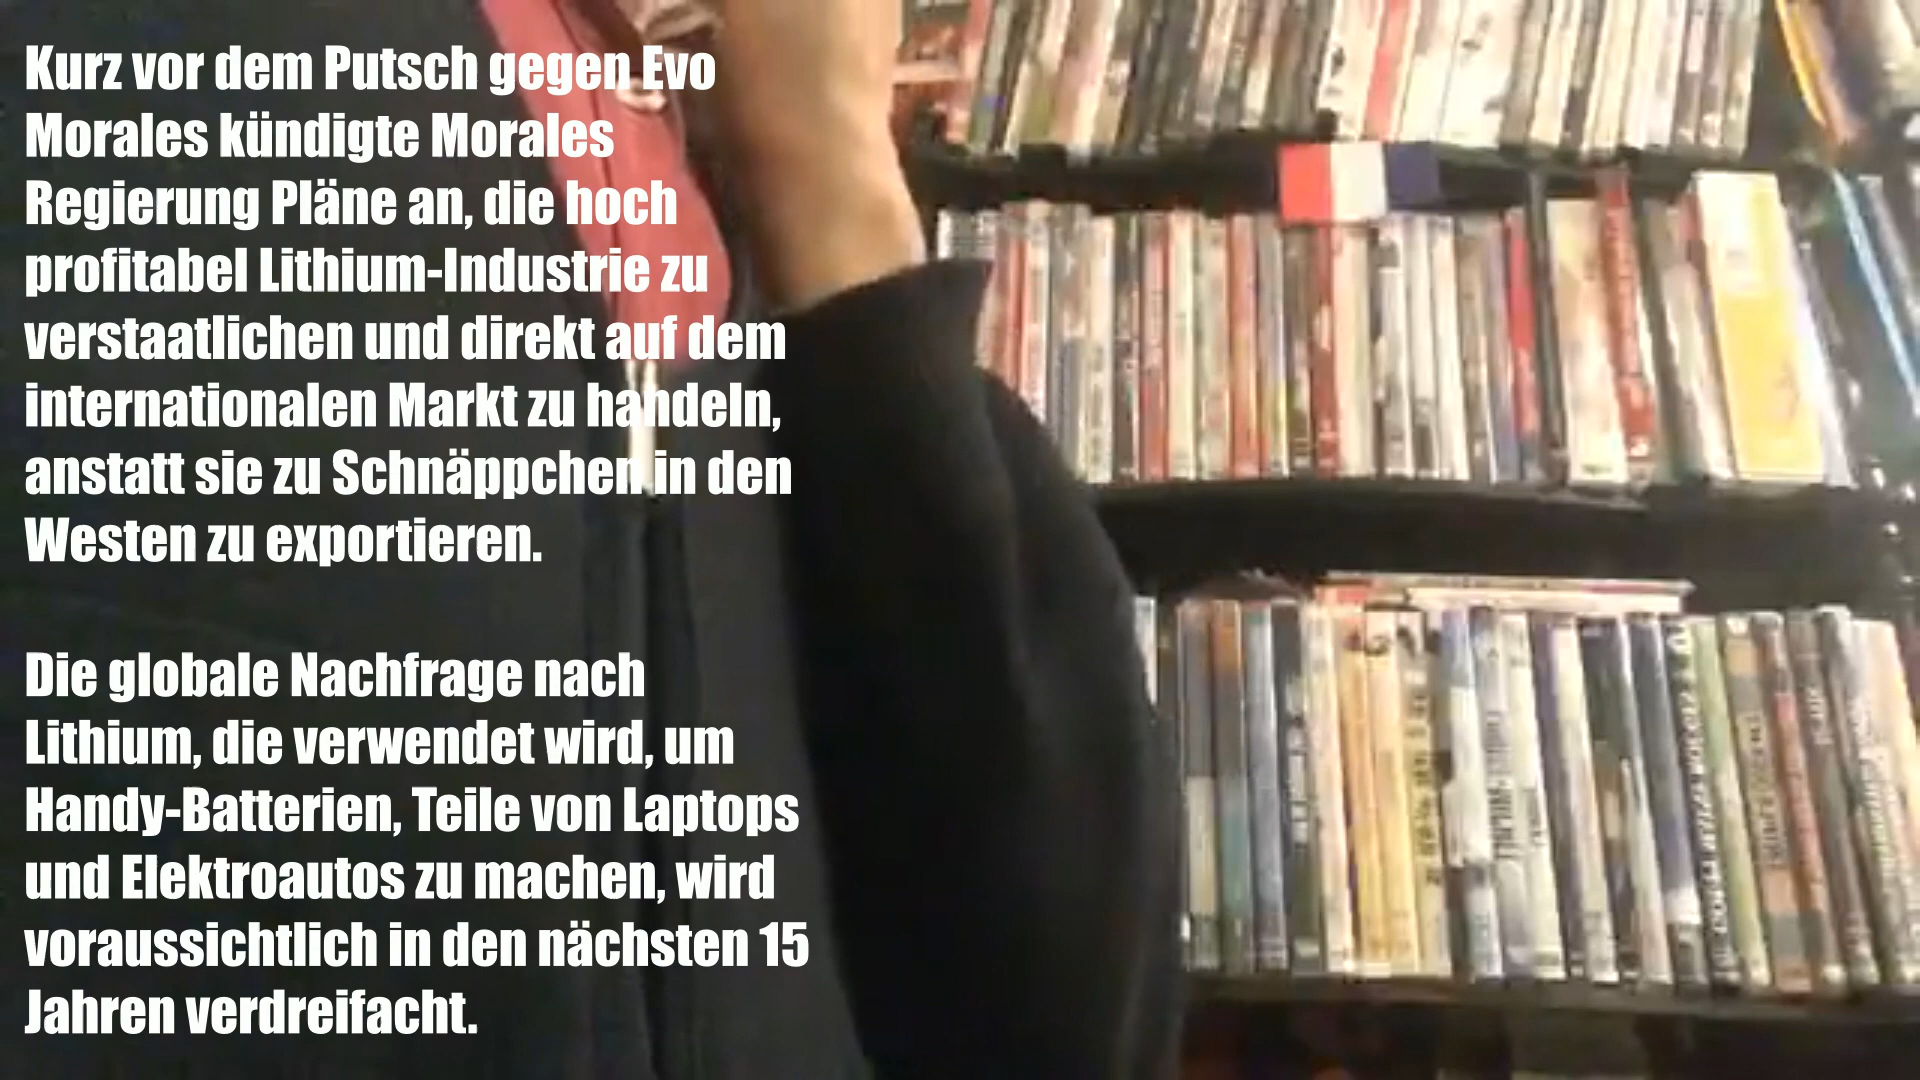 Kurz vor dem Putsch gegen Evo
Morales kündigte Morales
Regierung Pläne an, die hoch
profitabel Lithium-Industrie zu
verstaatlichen und direkt auf dem
internationalen Markt zu handeln,
anstatt sie zu Schnäppchen in den
Westen zu exportieren.
Die globale Nachfrage nach
Lithium, die verwendet wird, um
Handy-Batterien, Teile von Laptops
und Elektroautos zu machen, wird
voraussichtlich in den nächsten 15
Jahren verdreifacht.